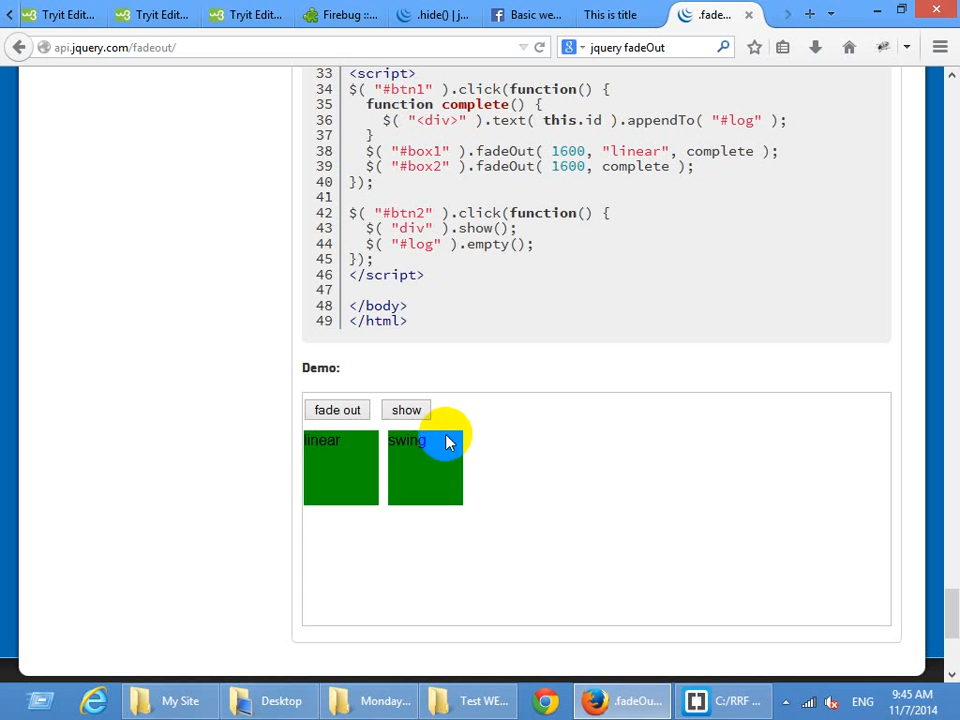 Tryit Edit...
Tryit Edit...
Tryit Edit...
Firebug ::...
.hide() | j...
Basic we...
This is title
.fade...
api.jquery.com/fadeout/
jquery fadeOut
33 <script>
34 $( "#btn1" ).click(function() {
35 function complete() {
36 $( "<div>" ).text( this.id ).appendTo( "#log" );
37 }
38 $( "#box1" ).fadeOut( 1600, "linear", complete );
39 $( "#box2" ).fadeOut( 1600, complete );
40 });
41
42 $( "#btn2" ).click(function() {
43 $( "div" ).show();
44 $( "#log" ).empty();
45 });
46 </script>
47
48 </body>
49 </html>
Demo:
fade out show
linear swing
My Site
Desktop
Monday...
Test WE...
.fadeOu...
C:/RRF ...
ENG
9:45 AM
11/7/2014